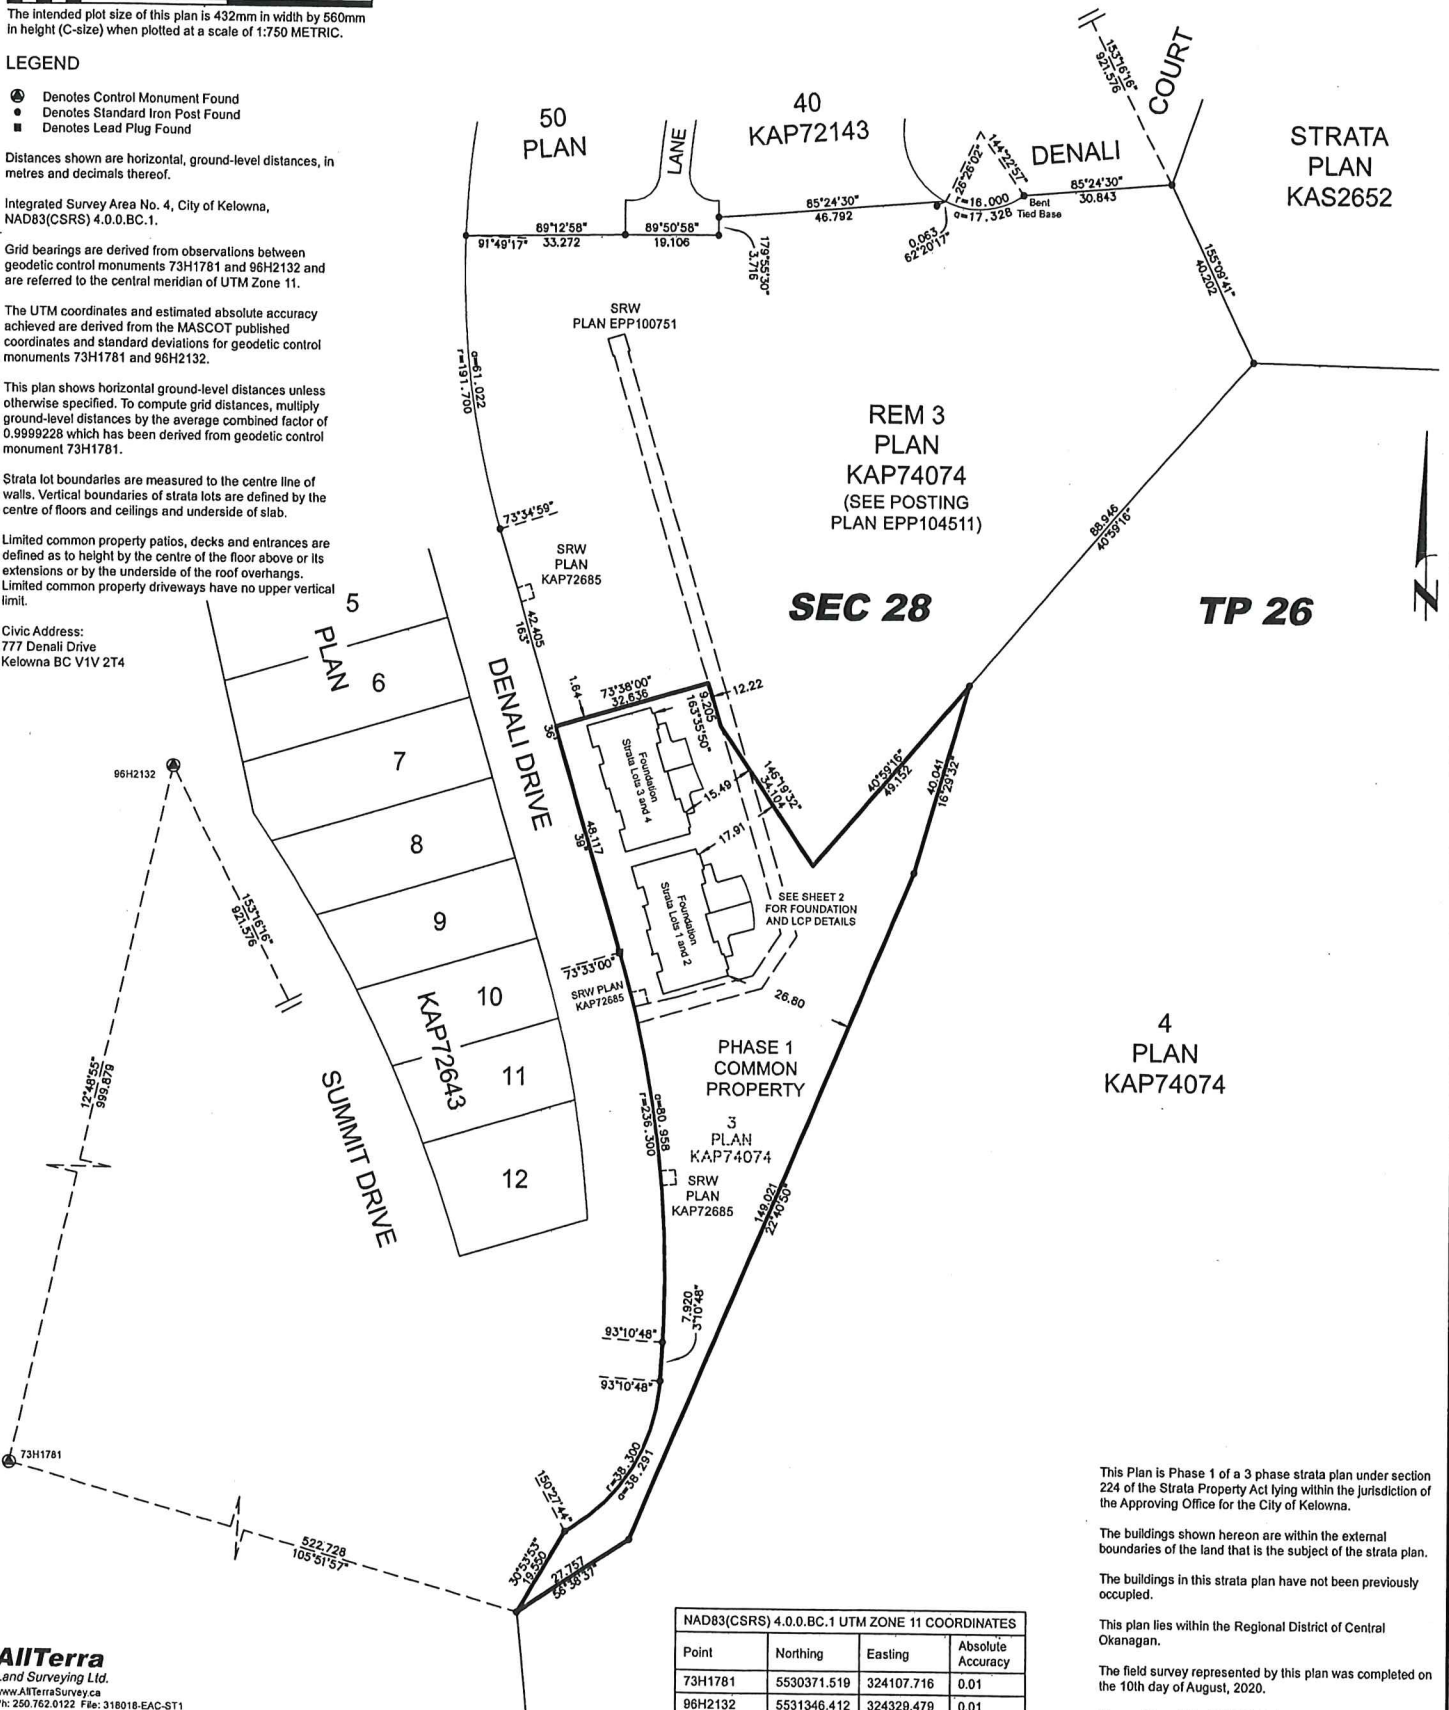 The intended plot size of this plan is 432mm in width by 560mm
in height (C-size) when plotted at a scale of 1:750 METRIC.
LEGEND
Denotes Control Monument Found
Denotes Standard Iron Post Found
Denotes Lead Plug Found
Distances shown are horizontal, ground-level distances, in
metres and decimals thereof.
Integrated Survey Area No. 4, City of Kelowna,
NAD83(CSRS) 4.0.0.BC.1.
Grid bearings are derived from observations between
geodetic control monuments 73H1781 and 96H2132 and
are referred to the central meridian of UTM Zone 11.
The UTM coordinates and estimated absolute accuracy
achieved are derived from the MASCOT published
coordinates and standard deviations for geodetic control
monuments 73H1781 and 96H2132.
This plan shows horizontal ground-level distances unless
otherwise specified. To compute grid distances, multiply
ground-level distances by the average combined factor of
0.9999228 which has been derived from geodetic control
monument 73H1781.
Strata lot boundaries are measured to the centre line of
walls. Vertical boundaries of strata lots are defined by the
centre of floors and ceilings and underside of slab.
Limited common property patios, decks and entrances are
defined as to height by the centre of the floor above or its
extensions or by the underside of the roof overhangs.
Limited common property driveways have no upper vertical
limit.
Civic Address:
777 Denali Drive
Kelowna BC V1V 2T4
50
PLAN
LANE
40
KAP72143
153°16'16"
921.576
COURT
DENALI
STRATA
PLAN
KAS2652
26°26'02"
144°22'57"
r=16.000
a=17.328
Bent
Tied Base
85°24'30"
30.843
85°24'30"
46.792
0.063
62°20'17"
89°12'58"
33.272
91°49'17"
89°50'58"
19.106
179°55'30"
3.716
155°09'41"
40.202
SRW
PLAN EPP100751
a=61.022
r=191.700
REM 3
PLAN
KAP74074
(SEE POSTING
PLAN EPP104511)
88.946
40°59'16"
73°34'59"
SRW
PLAN
KAP72685
42.405
163°
SEC 28
TP 26
N
5
PLAN
6
7
8
9
10
11
12
KAP72643
DENALI DRIVE
SUMMIT DRIVE
1.64
73°38'00"
32.636
12.22
9.205
163°35'50"
36'
Foundation
Strata Lots 3 and 4
15.49
146°19'32"
34.104
40°59'16"
49.152
40.041
16°29'32"
48.117
39"
17.91
Foundation
Strata Lots 1 and 2
SEE SHEET 2
FOR FOUNDATION
AND LCP DETAILS
73°33'00"
SRW PLAN
KAP72685
26.80
96H2132
153°16'16"
921.576
12°48'55"
999.879
PHASE 1
COMMON
PROPERTY
3
PLAN
KAP74074
SRW
PLAN
KAP72685
a=80.958
r=236.300
4
PLAN
KAP74074
149.021
22°40'50"
7.920
3°10'48"
93°10'48"
93°10'48"
r=38.300
a=38.291
150°27'44"
73H1781
522.728
105°51'57"
30°53'53"
19.550
27.757
56°38'37"
This Plan is Phase 1 of a 3 phase strata plan under section
224 of the Strata Property Act lying within the jurisdiction of
the Approving Office for the City of Kelowna.
The buildings shown hereon are within the external
boundaries of the land that is the subject of the strata plan.
The buildings in this strata plan have not been previously
occupied.
This plan lies within the Regional District of Central
Okanagan.
The field survey represented by this plan was completed on
the 10th day of August, 2020.
NAD83(CSRS) 4.0.0.BC.1 UTM ZONE 11 COORDINATES
Point Northing Easting Absolute Accuracy
73H1781 5530371.519 324107.716 0.01
96H2132 5531346.412 324329.479 0.01
AllTerra
Land Surveying Ltd.
www.AllTerraSurvey.ca
Ph: 250.762.0122 File: 318018-EAC-ST1